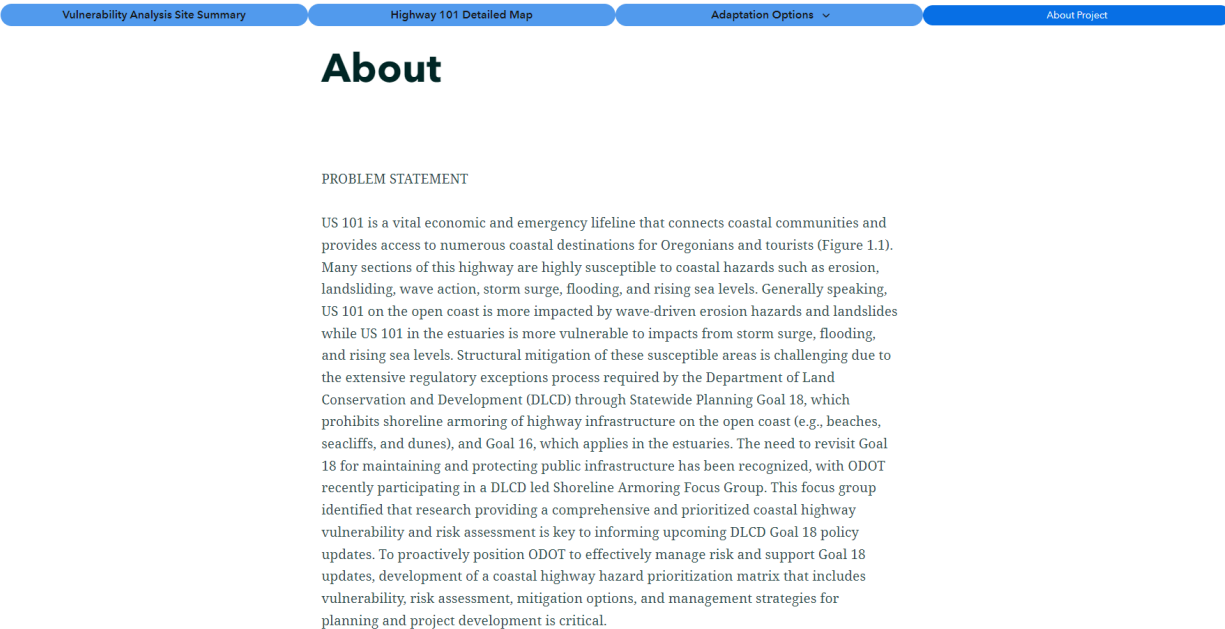 Vulnerability Analysis Site Summary
Highway 101 Detailed Map
Adaptation Options
About Project
About
PROBLEM STATEMENT
US 101 is a vital economic and emergency lifeline that connects coastal communities and
provides access to numerous coastal destinations for Oregonians and tourists (Figure 1.1).
Many sections of this highway are highly susceptible to coastal hazards such as erosion,
landsliding, wave action, storm surge, flooding, and rising sea levels. Generally speaking,
US 101 on the open coast is more impacted by wave-driven erosion hazards and landslides
while US 101 in the estuaries is more vulnerable to impacts from storm surge, flooding,
and rising sea levels. Structural mitigation of these susceptible areas is challenging due to
the extensive regulatory exceptions process required by the Department of Land
Conservation and Development (DLCD) through Statewide Planning Goal 18, which
prohibits shoreline armoring of highway infrastructure on the open coast (e.g., beaches,
seacliffs, and dunes), and Goal 16, which applies in the estuaries. The need to revisit Goal
18 for maintaining and protecting public infrastructure has been recognized, with ODOT
recently participating in a DLCD led Shoreline Armoring Focus Group. This focus group
identified that research providing a comprehensive and prioritized coastal highway
vulnerability and risk assessment is key to informing upcoming DLCD Goal 18 policy
updates. To proactively position ODOT to effectively manage risk and support Goal 18
updates, development of a coastal highway hazard prioritization matrix that includes
vulnerability, risk assessment, mitigation options, and management strategies for
planning and project development is critical.